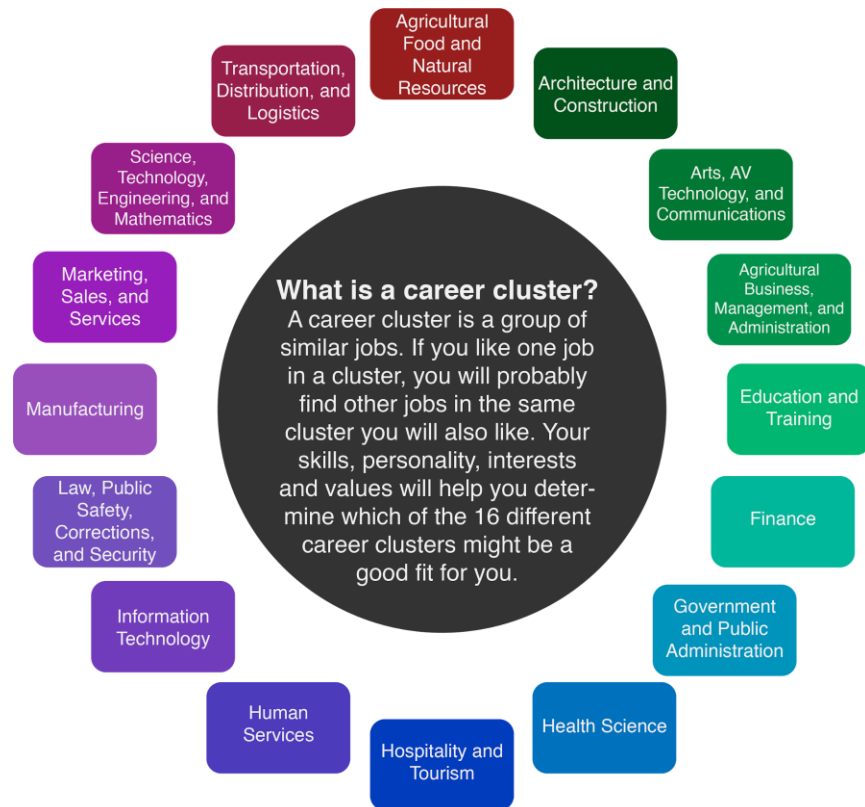 Agricultural
Food and
Natural
Resources
Architecture and
Construction
Arts, AV
Technology, and
Communications
Agricultural
Business,
Management, and
Administration
Education and
Training
Finance
Government
and Public
Administration
Health Science
Hospitality and
Tourism
Human
Services
Information
Technology
Law, Public
Safety,
Corrections,
and Security
Manufacturing
Marketing,
Sales, and
Services
Science,
Technology,
Engineering, and
Mathematics
Transportation,
Distribution, and
Logistics
What is a career cluster?
A career cluster is a group of
similar jobs. If you like one job
in a cluster, you will probably
find other jobs in the same
cluster you will also like. Your
skills, personality, interests
and values will help you deter-
mine which of the 16 different
career clusters might be a
good fit for you.